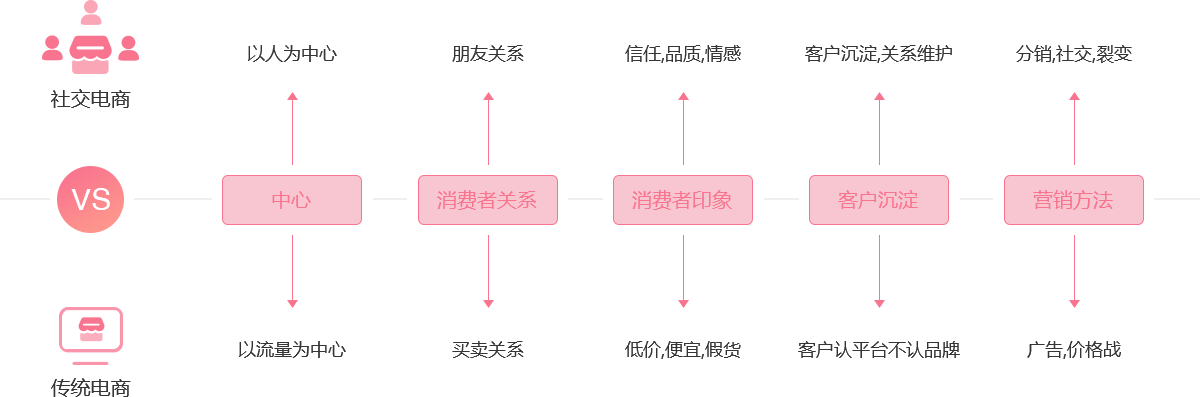 以人为中心
朋友关系
信任,品质,情感
客户沉淀,关系维护
分销,社交,裂变
社交电商
VS
中心
消费者关系
消费者印象
客户沉淀
营销方法
以流量为中心
买卖关系
低价,便宜,假货
客户认平台不认品牌
广告,价格战
传统电商